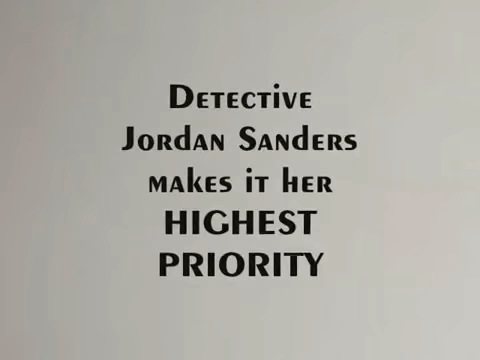 Detective
Jordan Sanders
makes it her
HIGHEST
PRIORITY